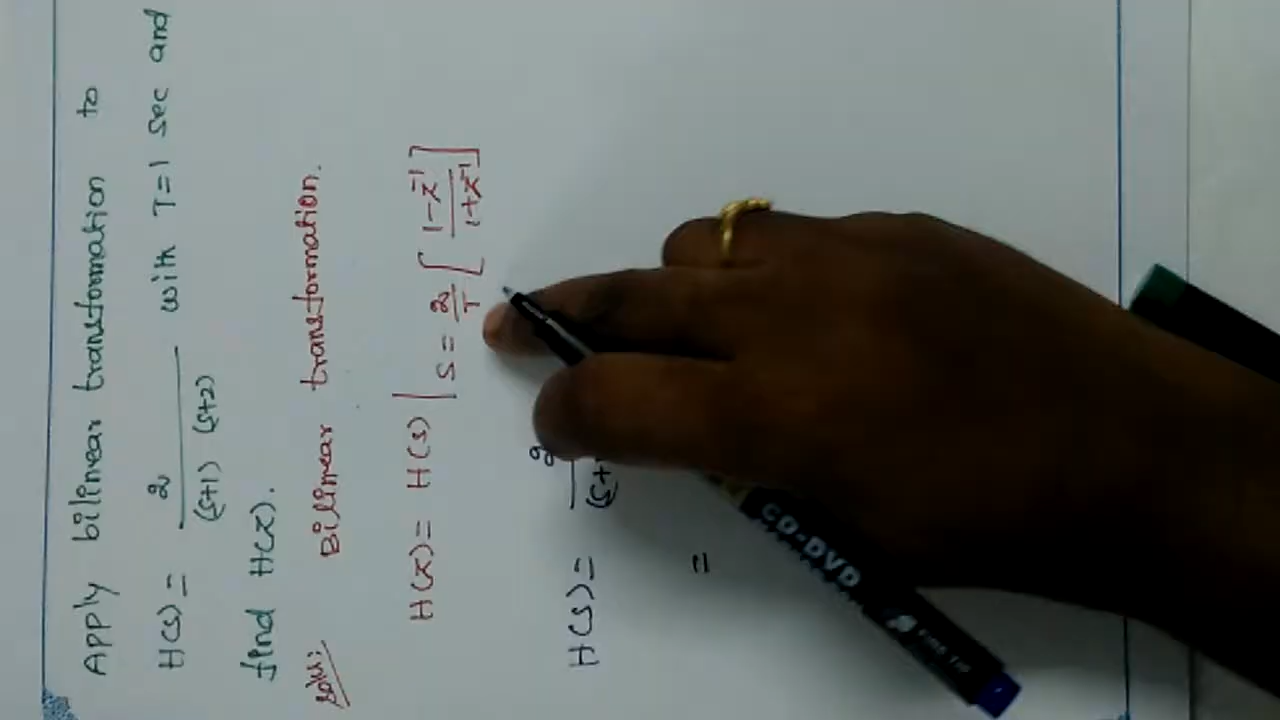 Apply bilinear transformation to
H(s) = 2 / (s+1) (s+2) with T=1 sec and
find H(z).
Soln:
Bilinear transformation.
H(z) = H(s) | s = 2/T [ 1-z⁻¹ / 1+z⁻¹ ]
H(s) = 2 / (s+
=
CD-DVD